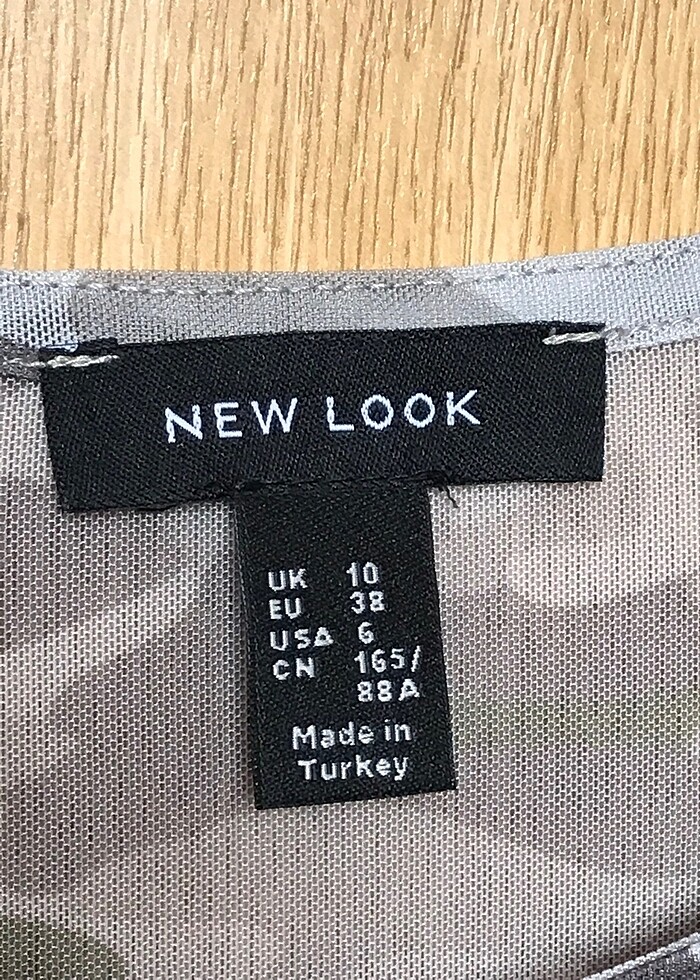 NEW LOOK
UK 10
EU 38
USA 6
CN 165/
88A
Made in
Turkey